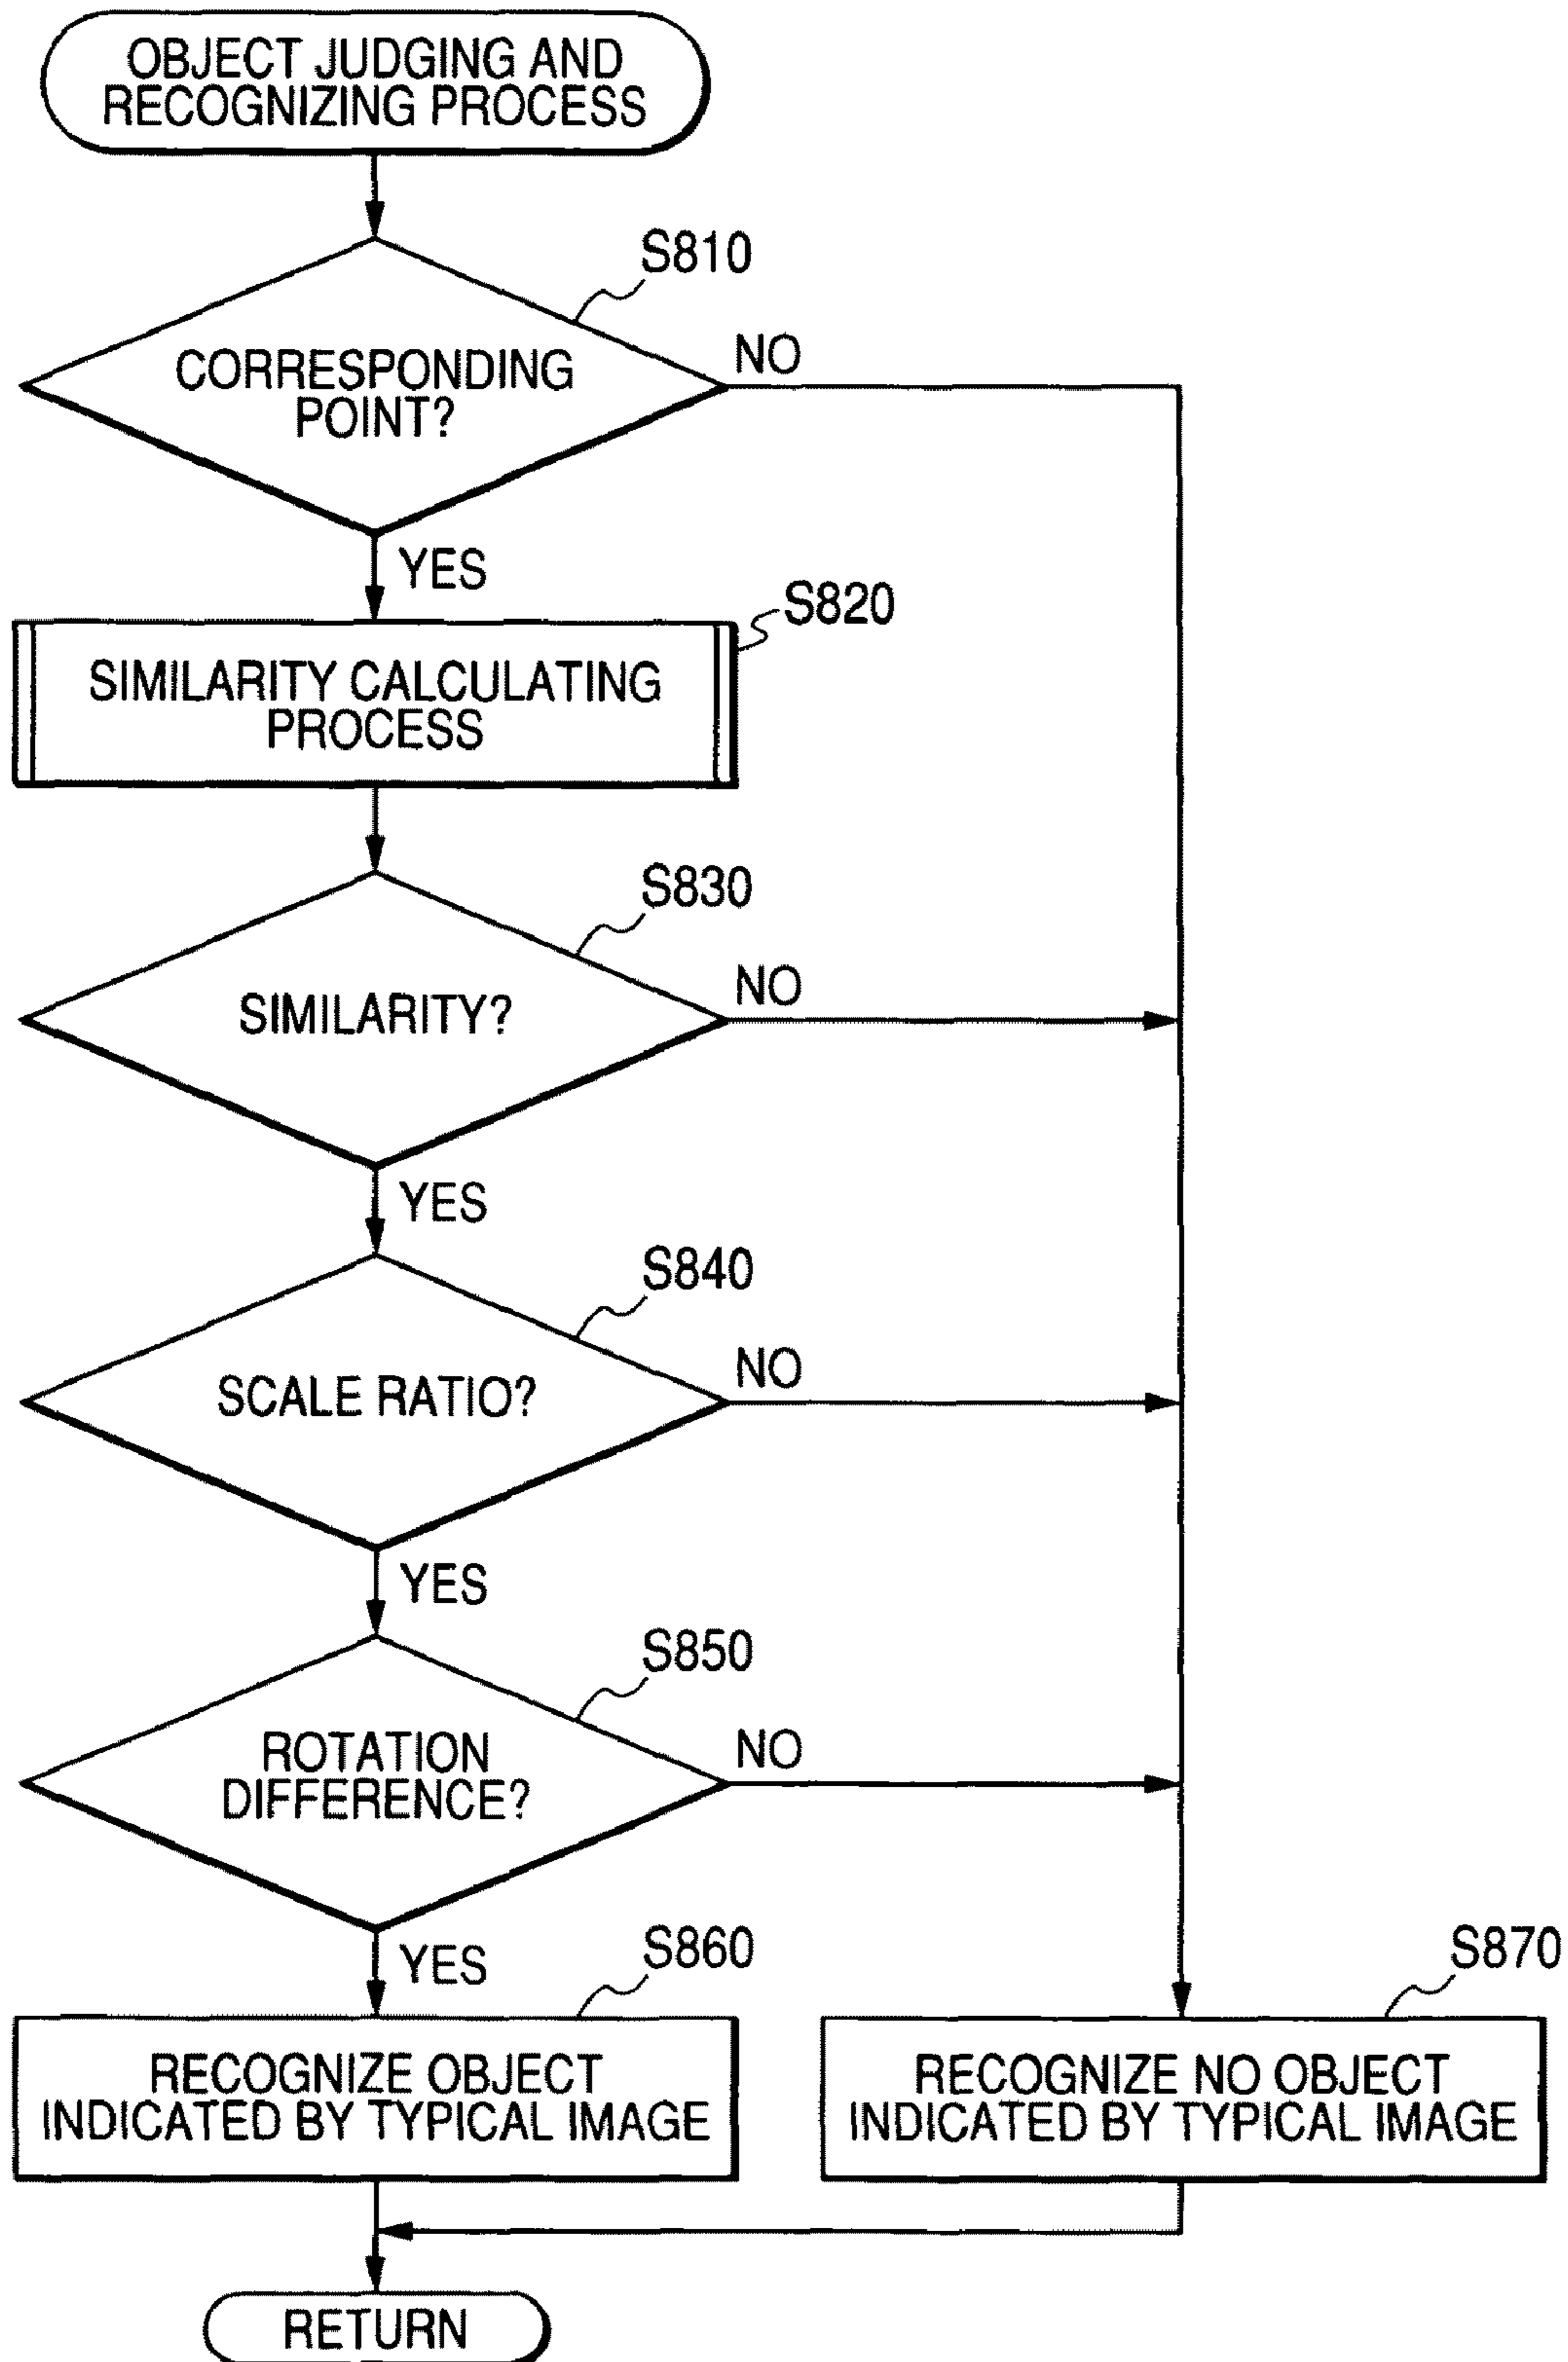 OBJECT JUDGING AND
RECOGNIZING PROCESS
S810
CORRESPONDING
POINT?
NO
YES
S820
SIMILARITY CALCULATING
PROCESS
S830
SIMILARITY?
NO
YES
S840
SCALE RATIO?
NO
YES
S850
ROTATION
DIFFERENCE?
NO
YES
S860
RECOGNIZE OBJECT
INDICATED BY TYPICAL IMAGE
S870
RECOGNIZE NO OBJECT
INDICATED BY TYPICAL IMAGE
RETURN